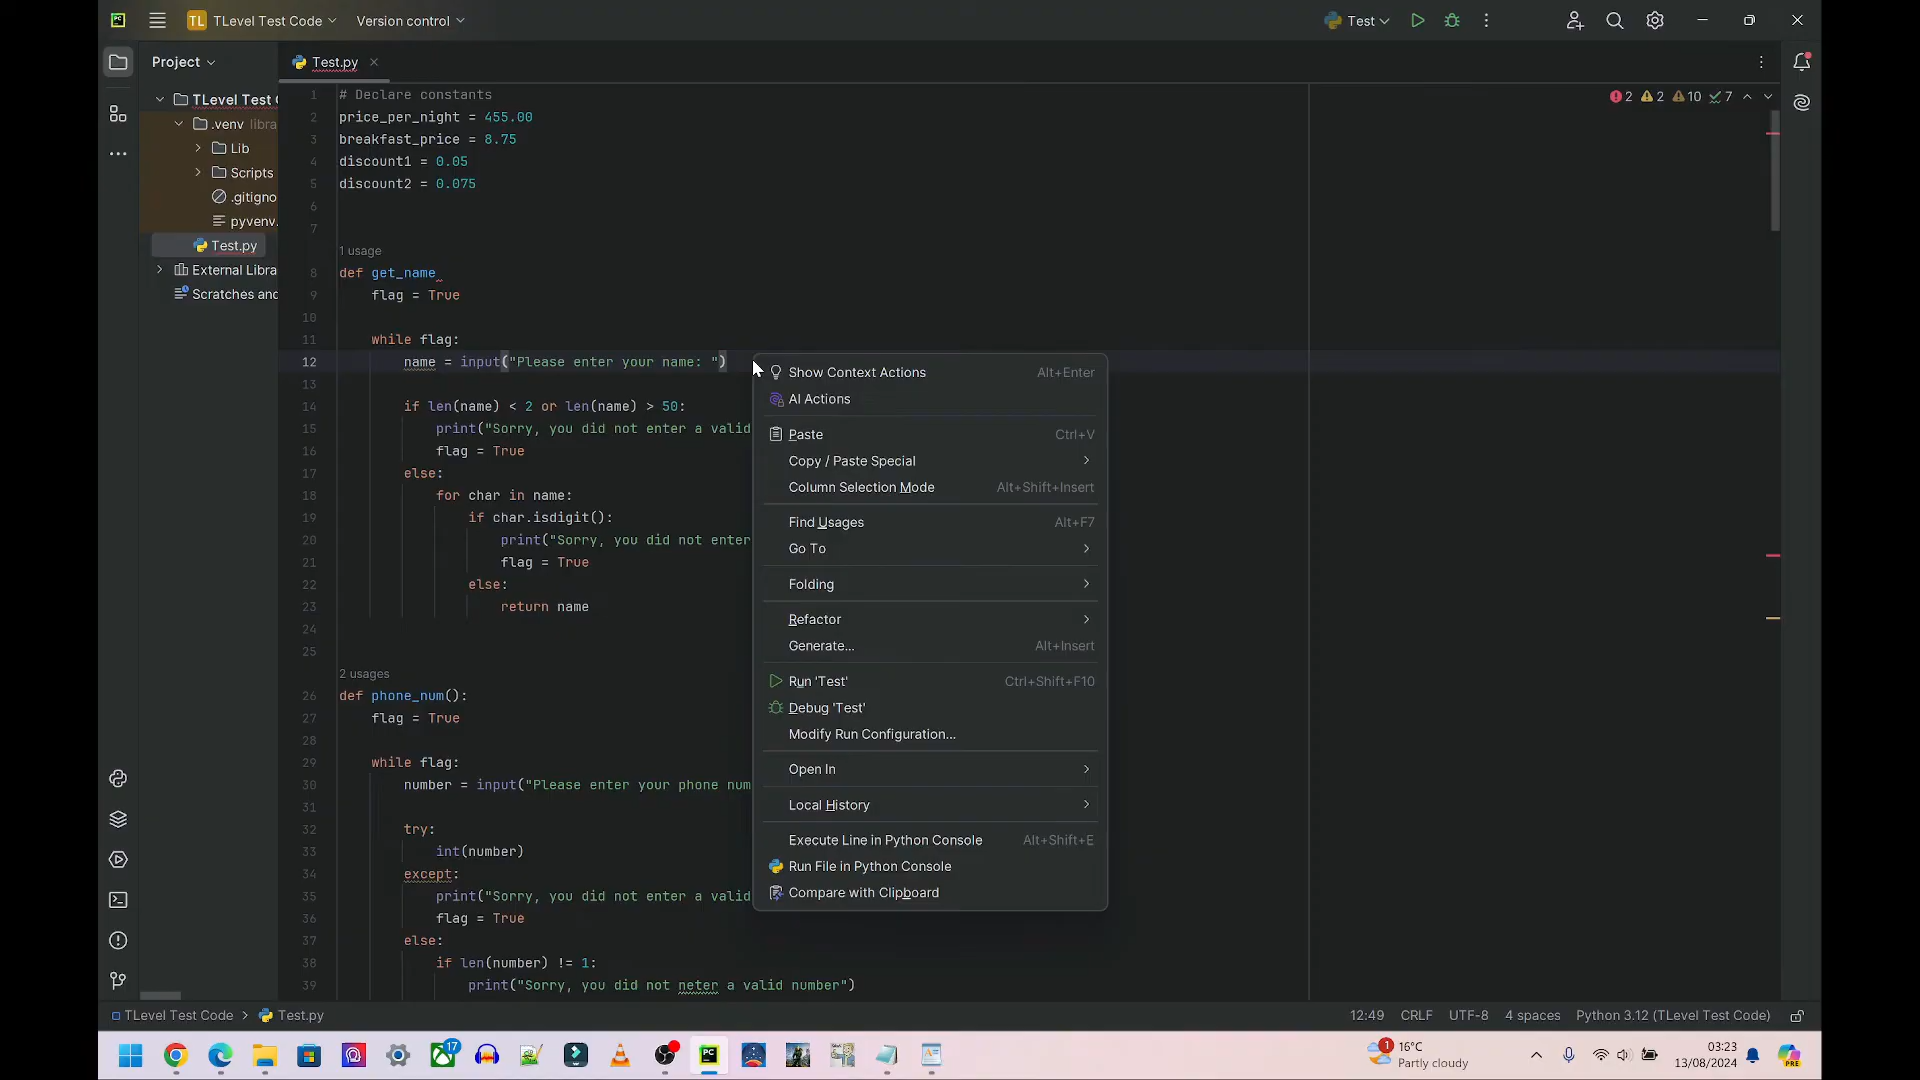 TL TLevel Test Code Version control Test
Project
Test.py
TLevel Test C
.venv libra
Lib
Scripts
.gitigno
pyvenv.
Test.py
External Libra
Scratches and
2 2 10 7
1 # Declare constants
2 price_per_night = 455.00
3 breakfast_price = 8.75
4 discount1 = 0.05
5 discount2 = 0.075
6
7
1 usage
8 def get_name
9 flag = True
10
11 while flag:
12 name = input("Please enter your name: ")
13
14 if len(name) < 2 or len(name) > 50:
15 print("Sorry, you did not enter a valid
16 flag = True
17 else:
18 for char in name:
19 if char.isdigit():
20 print("Sorry, you did not enter
21 flag = True
22 else:
23 return name
24
25
2 usages
26 def phone_num():
27 flag = True
28
29 while flag:
30 number = input("Please enter your phone num
31
32 try:
33 int(number)
34 except:
35 print("Sorry, you did not enter a valid
36 flag = True
37 else:
38 if len(number) != 1:
39 print("Sorry, you did not neter a valid number")
Show Context Actions Alt+Enter
AI Actions
Paste Ctrl+V
Copy / Paste Special
Column Selection Mode Alt+Shift+Insert
Find Usages Alt+F7
Go To
Folding
Refactor
Generate... Alt+Insert
Run 'Test' Ctrl+Shift+F10
Debug 'Test'
Modify Run Configuration...
Open In
Local History
Execute Line in Python Console Alt+Shift+E
Run File in Python Console
Compare with Clipboard
TLevel Test Code > Test.py 12:49 CRLF UTF-8 4 spaces Python 3.12 (TLevel Test Code)
17
PC
1
16°C
Partly cloudy
03:23
13/08/2024
PRE